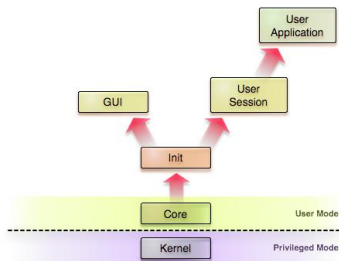 User
Application
GUI
User
Session
Init
Core
User Mode
Kernel
Privileged Mode